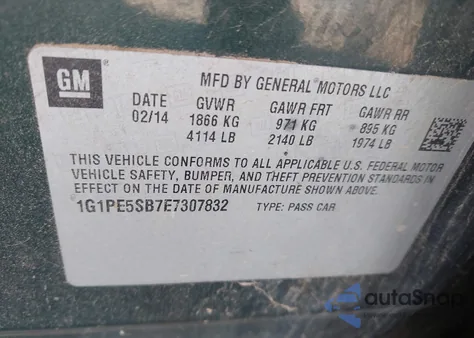 GM
MFD BY GENERAL MOTORS LLC
DATE GVWR GAWR FRT GAWR RR
02/14 1866 KG 971 KG 895 KG
4114 LB 2140 LB 1974 LB
THIS VEHICLE CONFORMS TO ALL APPLICABLE U.S. FEDERAL MOTOR
VEHICLE SAFETY, BUMPER, AND THEFT PREVENTION STANDARDS IN
EFFECT ON THE DATE OF MANUFACTURE SHOWN ABOVE.
1G1PE5SB7E7307832 TYPE: PASS CAR
autoSnap